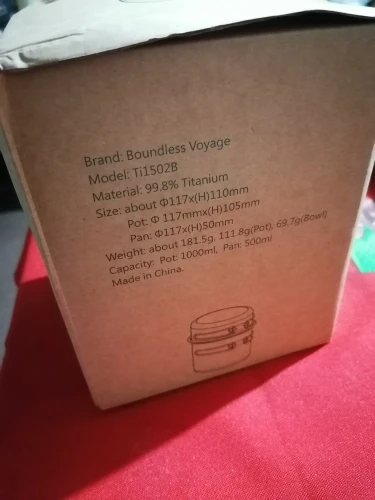 Brand: Boundless Voyage
Model: Ti1502B
Material: 99.8% Titanium
Size: about Φ117x(H)110mm
Pot: Φ 117mmx(H)105mm
Pan: Φ117x(H)50mm
Weight: about 181.5g, 111.8g(Pot), 69.7g(Bowl)
Capacity: Pot: 1000ml, Pan: 500ml
Made in China.